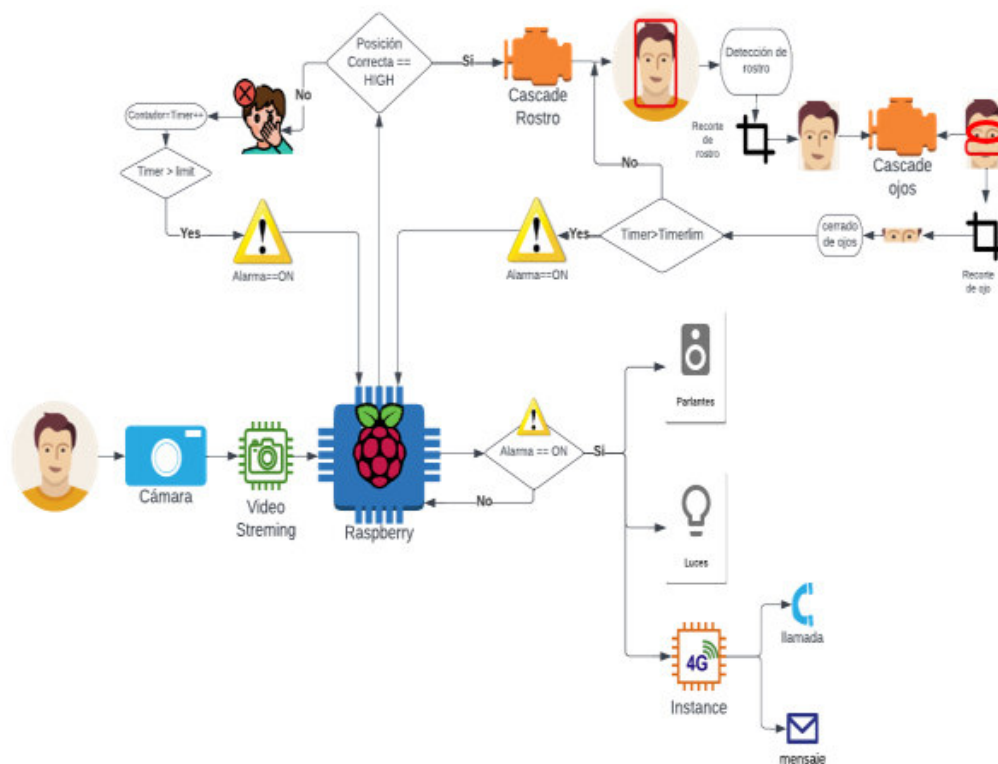 Posición
Correcta ==
HIGH
Si
No
Cascade
Rostro
Detección de
rostro
Recorte
de
rostro
Cascade
ojos
Contador=Timer++
Timer > limit
Yes
Alarma==ON
No
Timer>Timerlim
Yes
Alarma==ON
cerrado
de ojos
Recorte
de ojo
Parlantes
Cámara
Video
Streming
Raspberry
Alarma == ON
Si
No
Luces
4G
Instance
llamada
mensaje